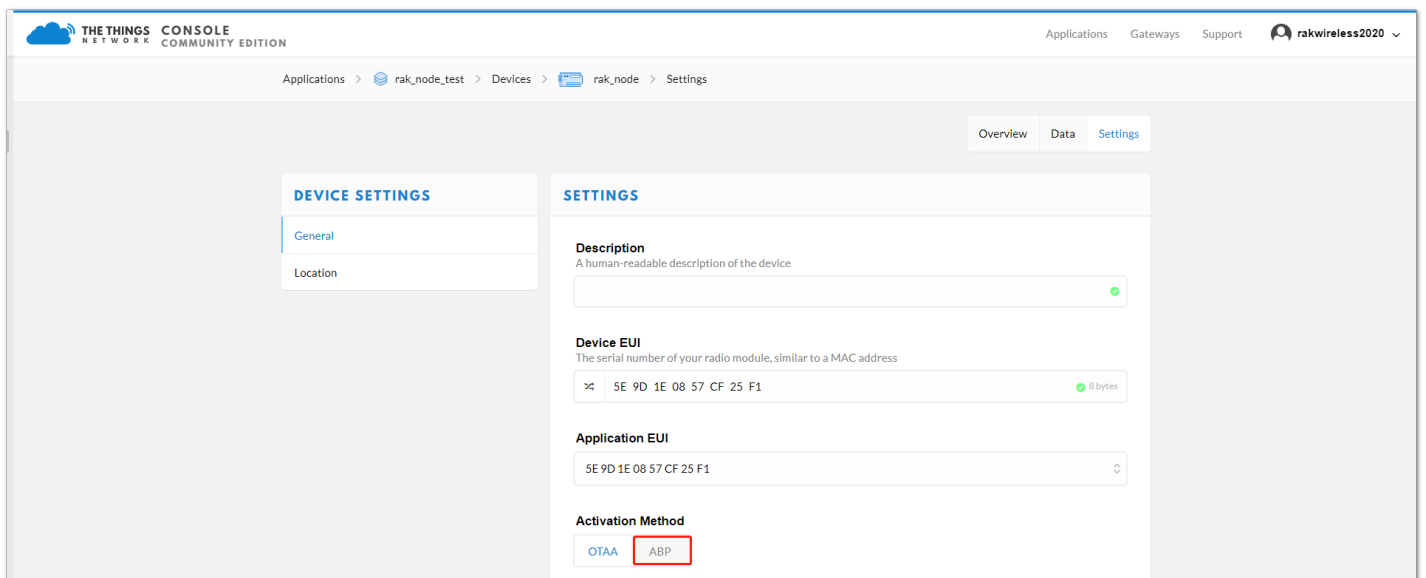 THE THINGS NETWORK CONSOLE COMMUNITY EDITION
Applications Gateways Support rakwireless2020
Applications > rak_node_test > Devices > rak_node > Settings
Overview Data Settings
DEVICE SETTINGS
General
Location
SETTINGS
Description
A human-readable description of the device
Device EUI
The serial number of your radio module, similar to a MAC address
5E 9D 1E 08 57 CF 25 F1 8 bytes
Application EUI
5E 9D 1E 08 57 CF 25 F1
Activation Method
OTAA ABP